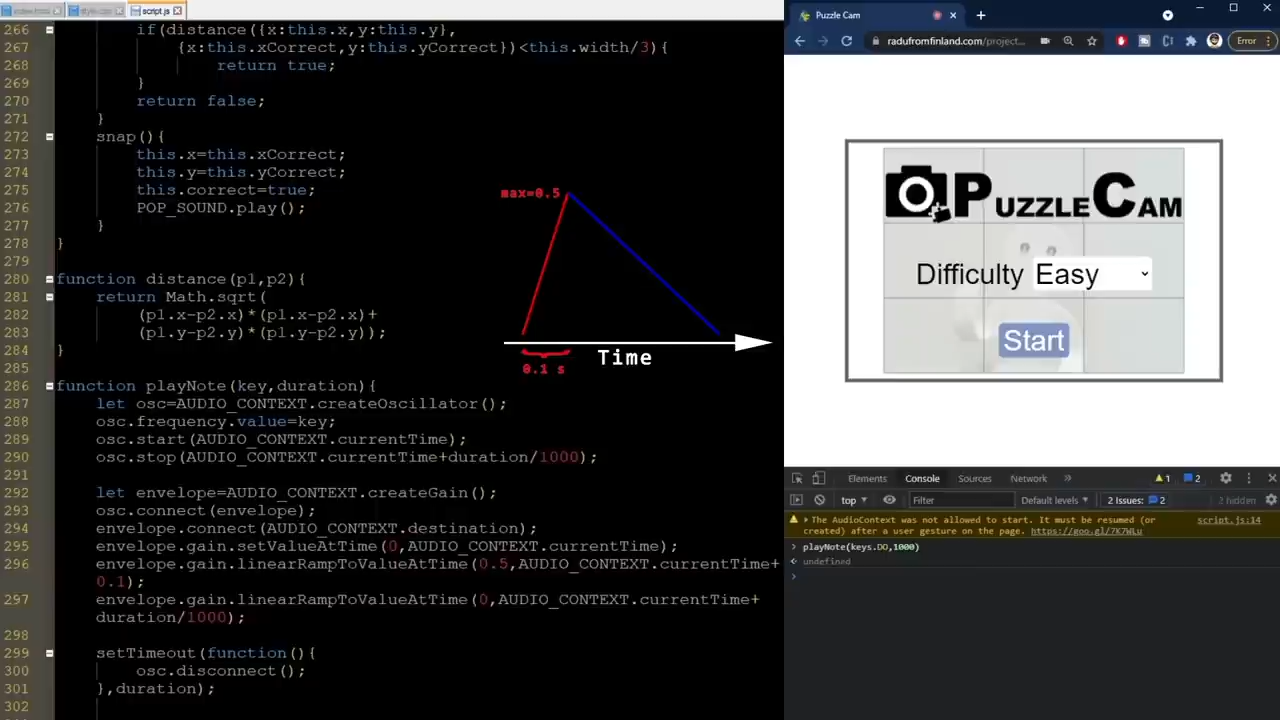 index.html
style.css
script.js
266 if(distance({x:this.x,y:this.y},
267 {x:this.xCorrect,y:this.yCorrect})<this.width/3){
268 return true;
269 }
270 return false;
271 }
272 snap(){
273 this.x=this.xCorrect;
274 this.y=this.yCorrect;
275 this.correct=true;
276 POP_SOUND.play();
277 }
278 }
279
280 function distance(p1,p2){
281 return Math.sqrt(
282 (p1.x-p2.x)*(p1.x-p2.x)+
283 (p1.y-p2.y)*(p1.y-p2.y));
284 }
285
286 function playNote(key,duration){
287 let osc=AUDIO_CONTEXT.createOscillator();
288 osc.frequency.value=key;
289 osc.start(AUDIO_CONTEXT.currentTime);
290 osc.stop(AUDIO_CONTEXT.currentTime+duration/1000);
291
292 let envelope=AUDIO_CONTEXT.createGain();
293 osc.connect(envelope);
294 envelope.connect(AUDIO_CONTEXT.destination);
295 envelope.gain.setValueAtTime(0,AUDIO_CONTEXT.currentTime);
296 envelope.gain.linearRampToValueAtTime(0.5,AUDIO_CONTEXT.currentTime+
0.1);
297 envelope.gain.linearRampToValueAtTime(0,AUDIO_CONTEXT.currentTime+
duration/1000);
298
299 setTimeout(function(){
300 osc.disconnect();
301 },duration);
302
max=0.5
Time
0.1 s
Puzzle Cam
radufromfinland.com/project...
Error
PUZZLECAM
Difficulty Easy
Start
Elements Console Sources Network
1 2
top Filter Default levels 2 Issues: 2 2 hidden
The AudioContext was not allowed to start. It must be resumed (or script.js:14
created) after a user gesture on the page. https://goo.gl/7K7WLu
playNote(keys.DO,1000)
undefined